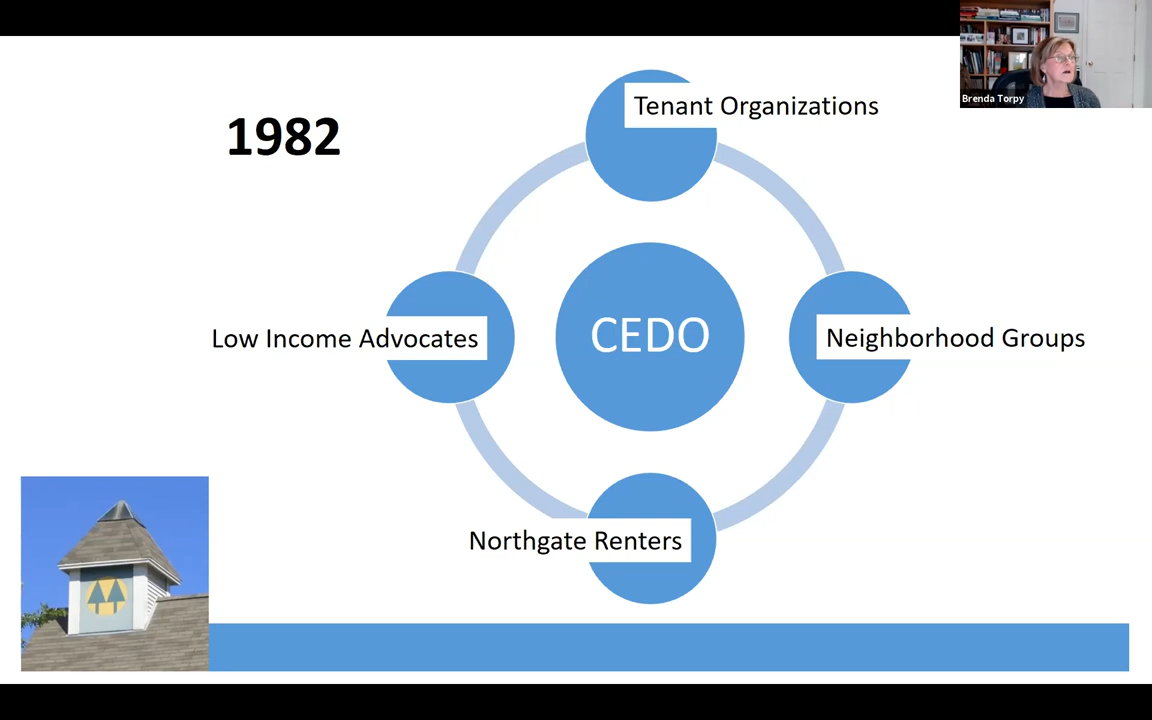 Brenda Torpy
1982
Tenant Organizations
Low Income Advocates
CEDO
Neighborhood Groups
Northgate Renters